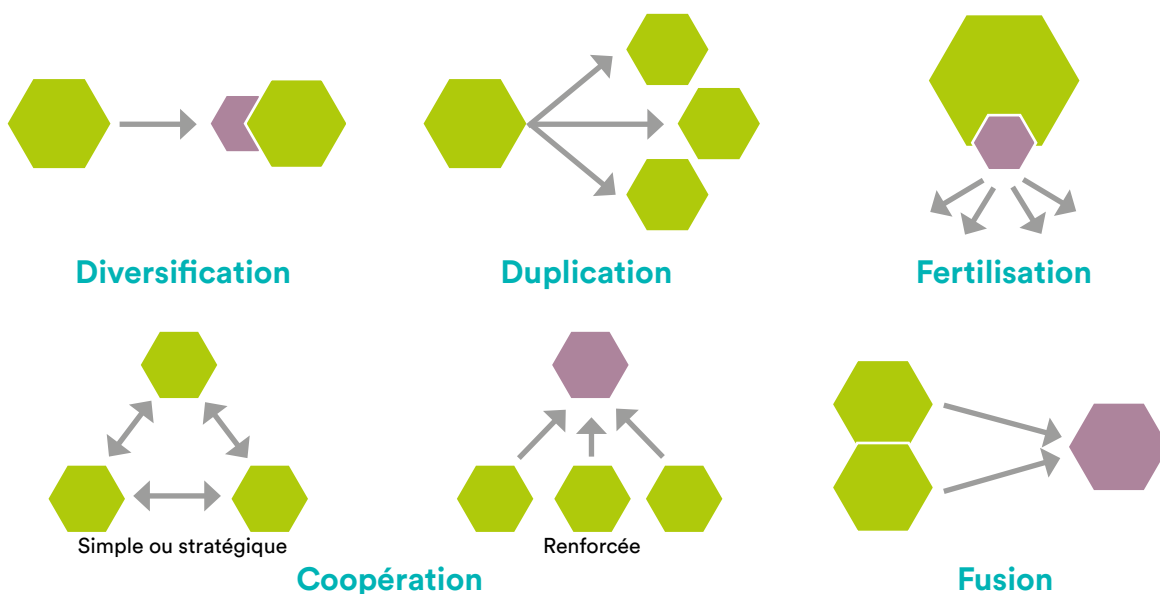 Diversification
Duplication
Fertilisation
Simple ou stratégique
Renforcée
Coopération
Fusion